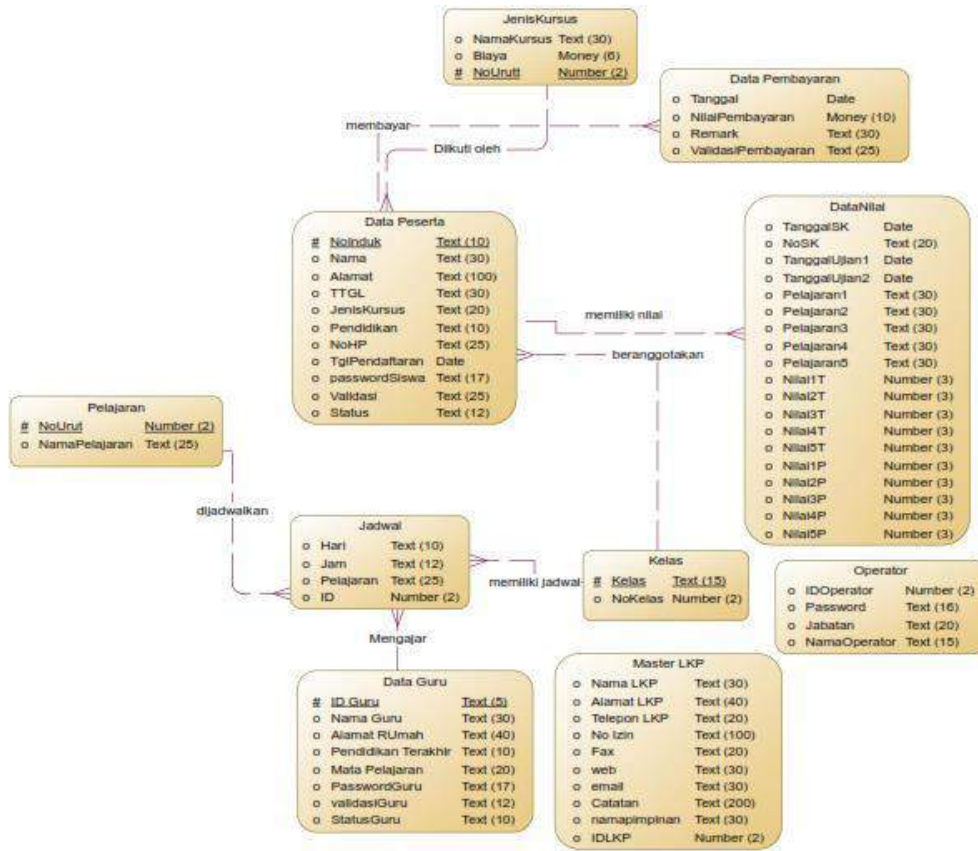 JenisKursus
o NamaKursus Text (30)
o Biaya Money (6)
# NoUrutt Number (2)
Data Pembayaran
o Tanggal Date
o NilaiPembayaran Money (10)
o Remark Text (30)
o ValidasiPembayaran Text (25)
membayar
Diikuti oleh
Data Peserta
# NoInduk Text (10)
o Nama Text (30)
o Alamat Text (100)
o TTGL Text (30)
o JenisKursus Text (20)
o Pendidikan Text (10)
o NoHP Text (25)
o TglPendaftaran Date
o passwordSiswa Text (17)
o Validasi Text (25)
o Status Text (12)
DataNilai
o TanggalSK Date
o NoSK Text (20)
o TanggalUjian1 Date
o TanggalUjian2 Date
o Pelajaran1 Text (30)
o Pelajaran2 Text (30)
o Pelajaran3 Text (30)
o Pelajaran4 Text (30)
o Pelajaran5 Text (30)
o Nilai1T Number (3)
o Nilai2T Number (3)
o Nilai3T Number (3)
o Nilai4T Number (3)
o Nilai5T Number (3)
o Nilai1P Number (3)
o Nilai2P Number (3)
o Nilai3P Number (3)
o Nilai4P Number (3)
o Nilai5P Number (3)
memiliki nilai
beranggotakan
Pelajaran
# NoUrut Number (2)
o NamaPelajaran Text (25)
dijadwalkan
Jadwal
o Hari Text (10)
o Jam Text (12)
o Pelajaran Text (25)
o ID Number (2)
memiliki jadwal
Kelas
# Kelas Text (15)
o NoKelas Number (2)
Operator
o IDOperator Number (2)
o Password Text (16)
o Jabatan Text (20)
o NamaOperator Text (15)
Mengajar
Data Guru
# ID Guru Text (5)
o Nama Guru Text (30)
o Alamat RUmah Text (40)
o Pendidikan Terakhir Text (10)
o Mata Pelajaran Text (20)
o PasswordGuru Text (17)
o validasiGuru Text (12)
o StatusGuru Text (10)
Master LKP
o Nama LKP Text (30)
o Alamat LKP Text (40)
o Telepon LKP Text (20)
o No Izin Text (100)
o Fax Text (20)
o web Text (30)
o email Text (30)
o Catatan Text (200)
o namapimpinan Text (30)
o IDLKP Number (2)